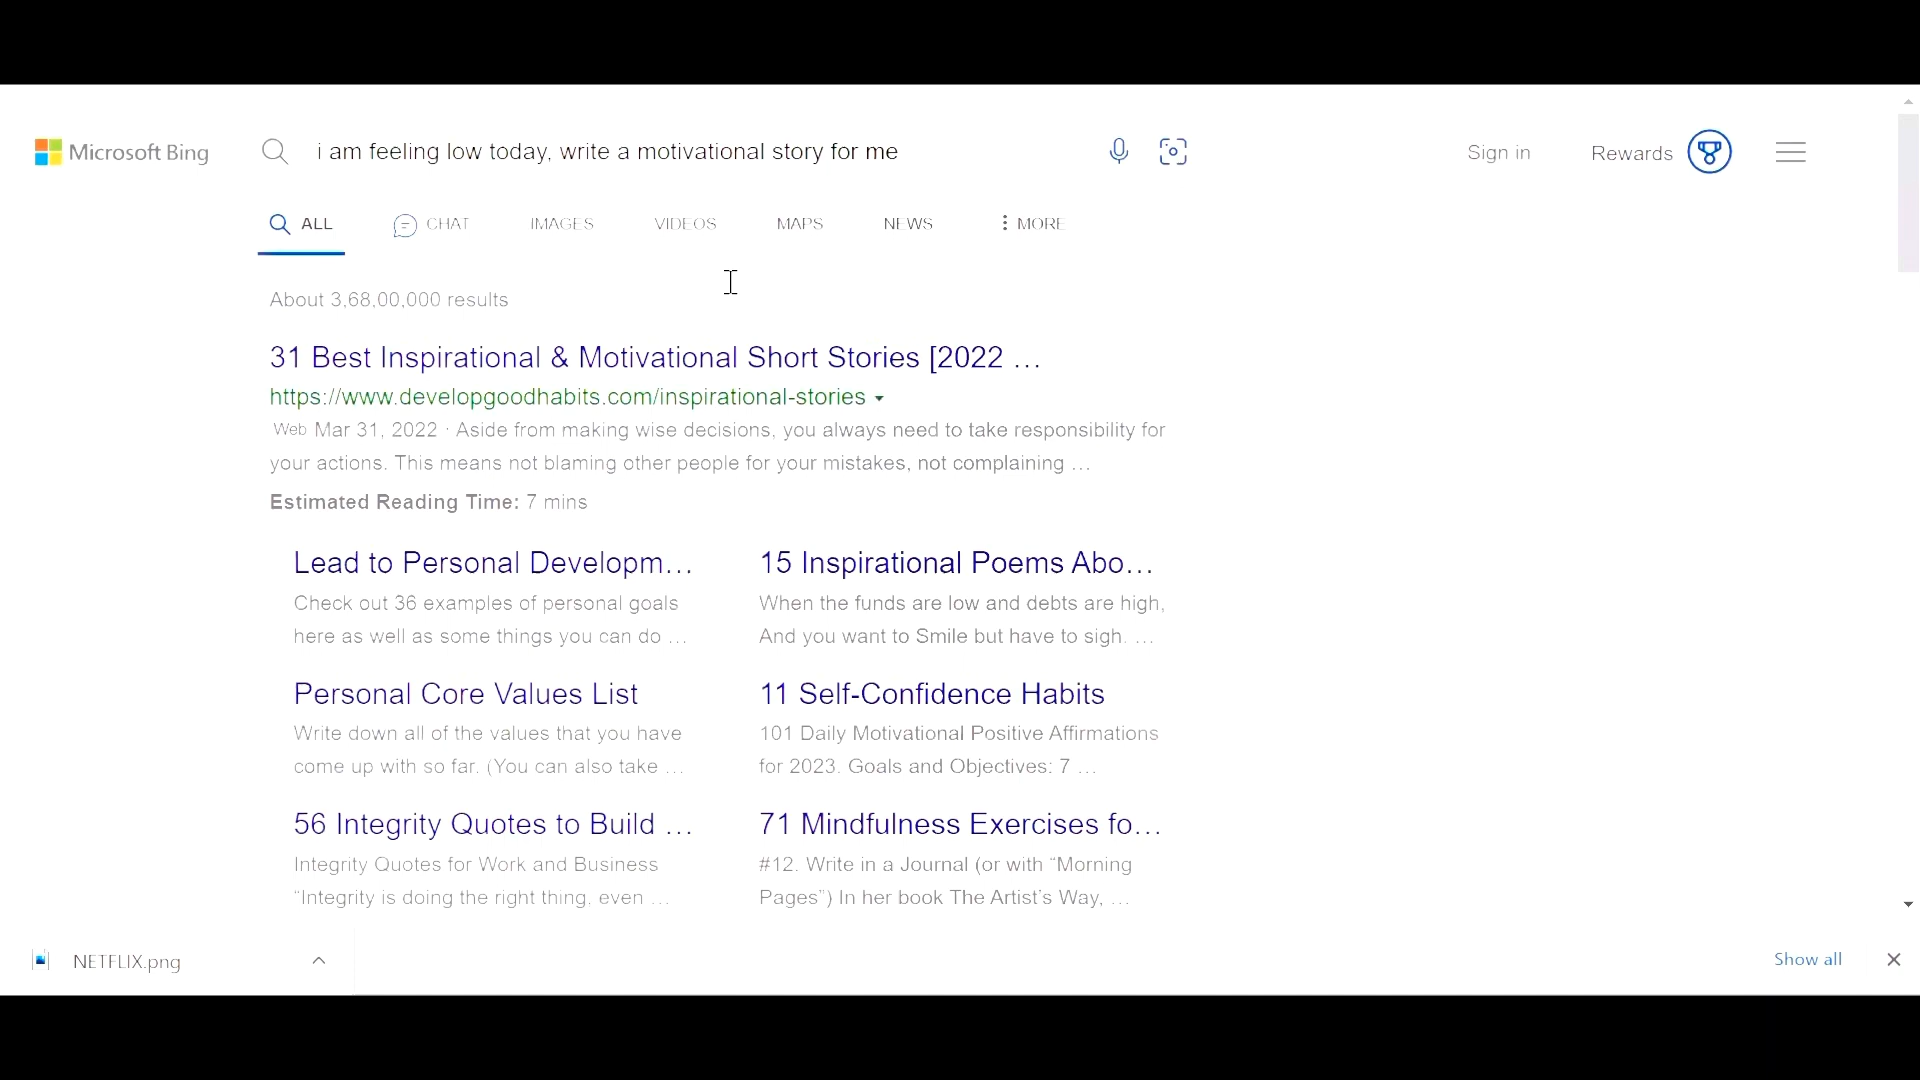 Microsoft Bing
i am feeling low today, write a motivational story for me
Sign in
Rewards
ALL
CHAT
IMAGES
VIDEOS
MAPS
NEWS
MORE
About 3,68,00,000 results
31 Best Inspirational & Motivational Short Stories [2022 ...
https://www.developgoodhabits.com/inspirational-stories
Web Mar 31, 2022 · Aside from making wise decisions, you always need to take responsibility for
your actions. This means not blaming other people for your mistakes, not complaining ...
Estimated Reading Time: 7 mins
Lead to Personal Developm...
Check out 36 examples of personal goals
here as well as some things you can do ...
15 Inspirational Poems Abo...
When the funds are low and debts are high,
And you want to Smile but have to sigh. ...
Personal Core Values List
Write down all of the values that you have
come up with so far. (You can also take ...
11 Self-Confidence Habits
101 Daily Motivational Positive Affirmations
for 2023. Goals and Objectives: 7 ...
56 Integrity Quotes to Build ...
Integrity Quotes for Work and Business
“Integrity is doing the right thing, even ...
71 Mindfulness Exercises fo...
#12. Write in a Journal (or with “Morning
Pages”) In her book The Artist’s Way, ...
NETFLIX.png
Show all